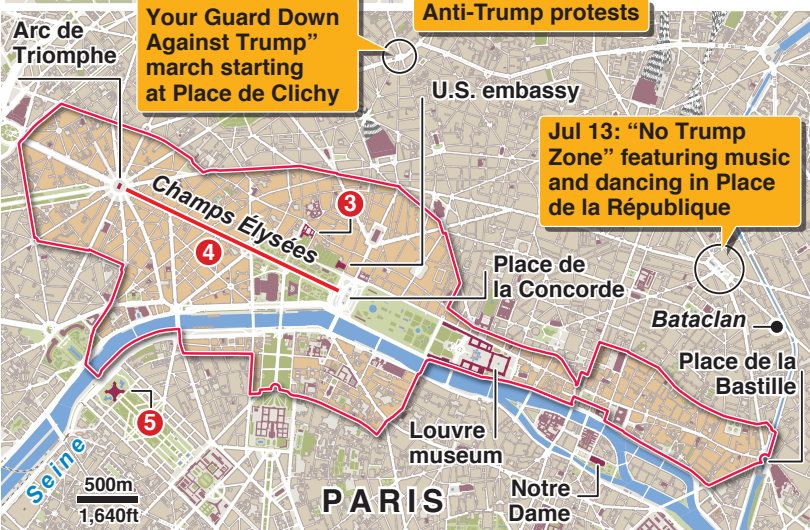 Your Guard Down
Against Trump”
march starting
at Place de Clichy
Anti-Trump protests
Arc de
Triomphe
U.S. embassy
Jul 13: “No Trump
Zone” featuring music
and dancing in Place
de la République
Champs Élysées
3
4
Place de
la Concorde
Bataclan
Place de la
Bastille
5
Louvre
museum
Seine
500m
1,640ft
PARIS
Notre
Dame